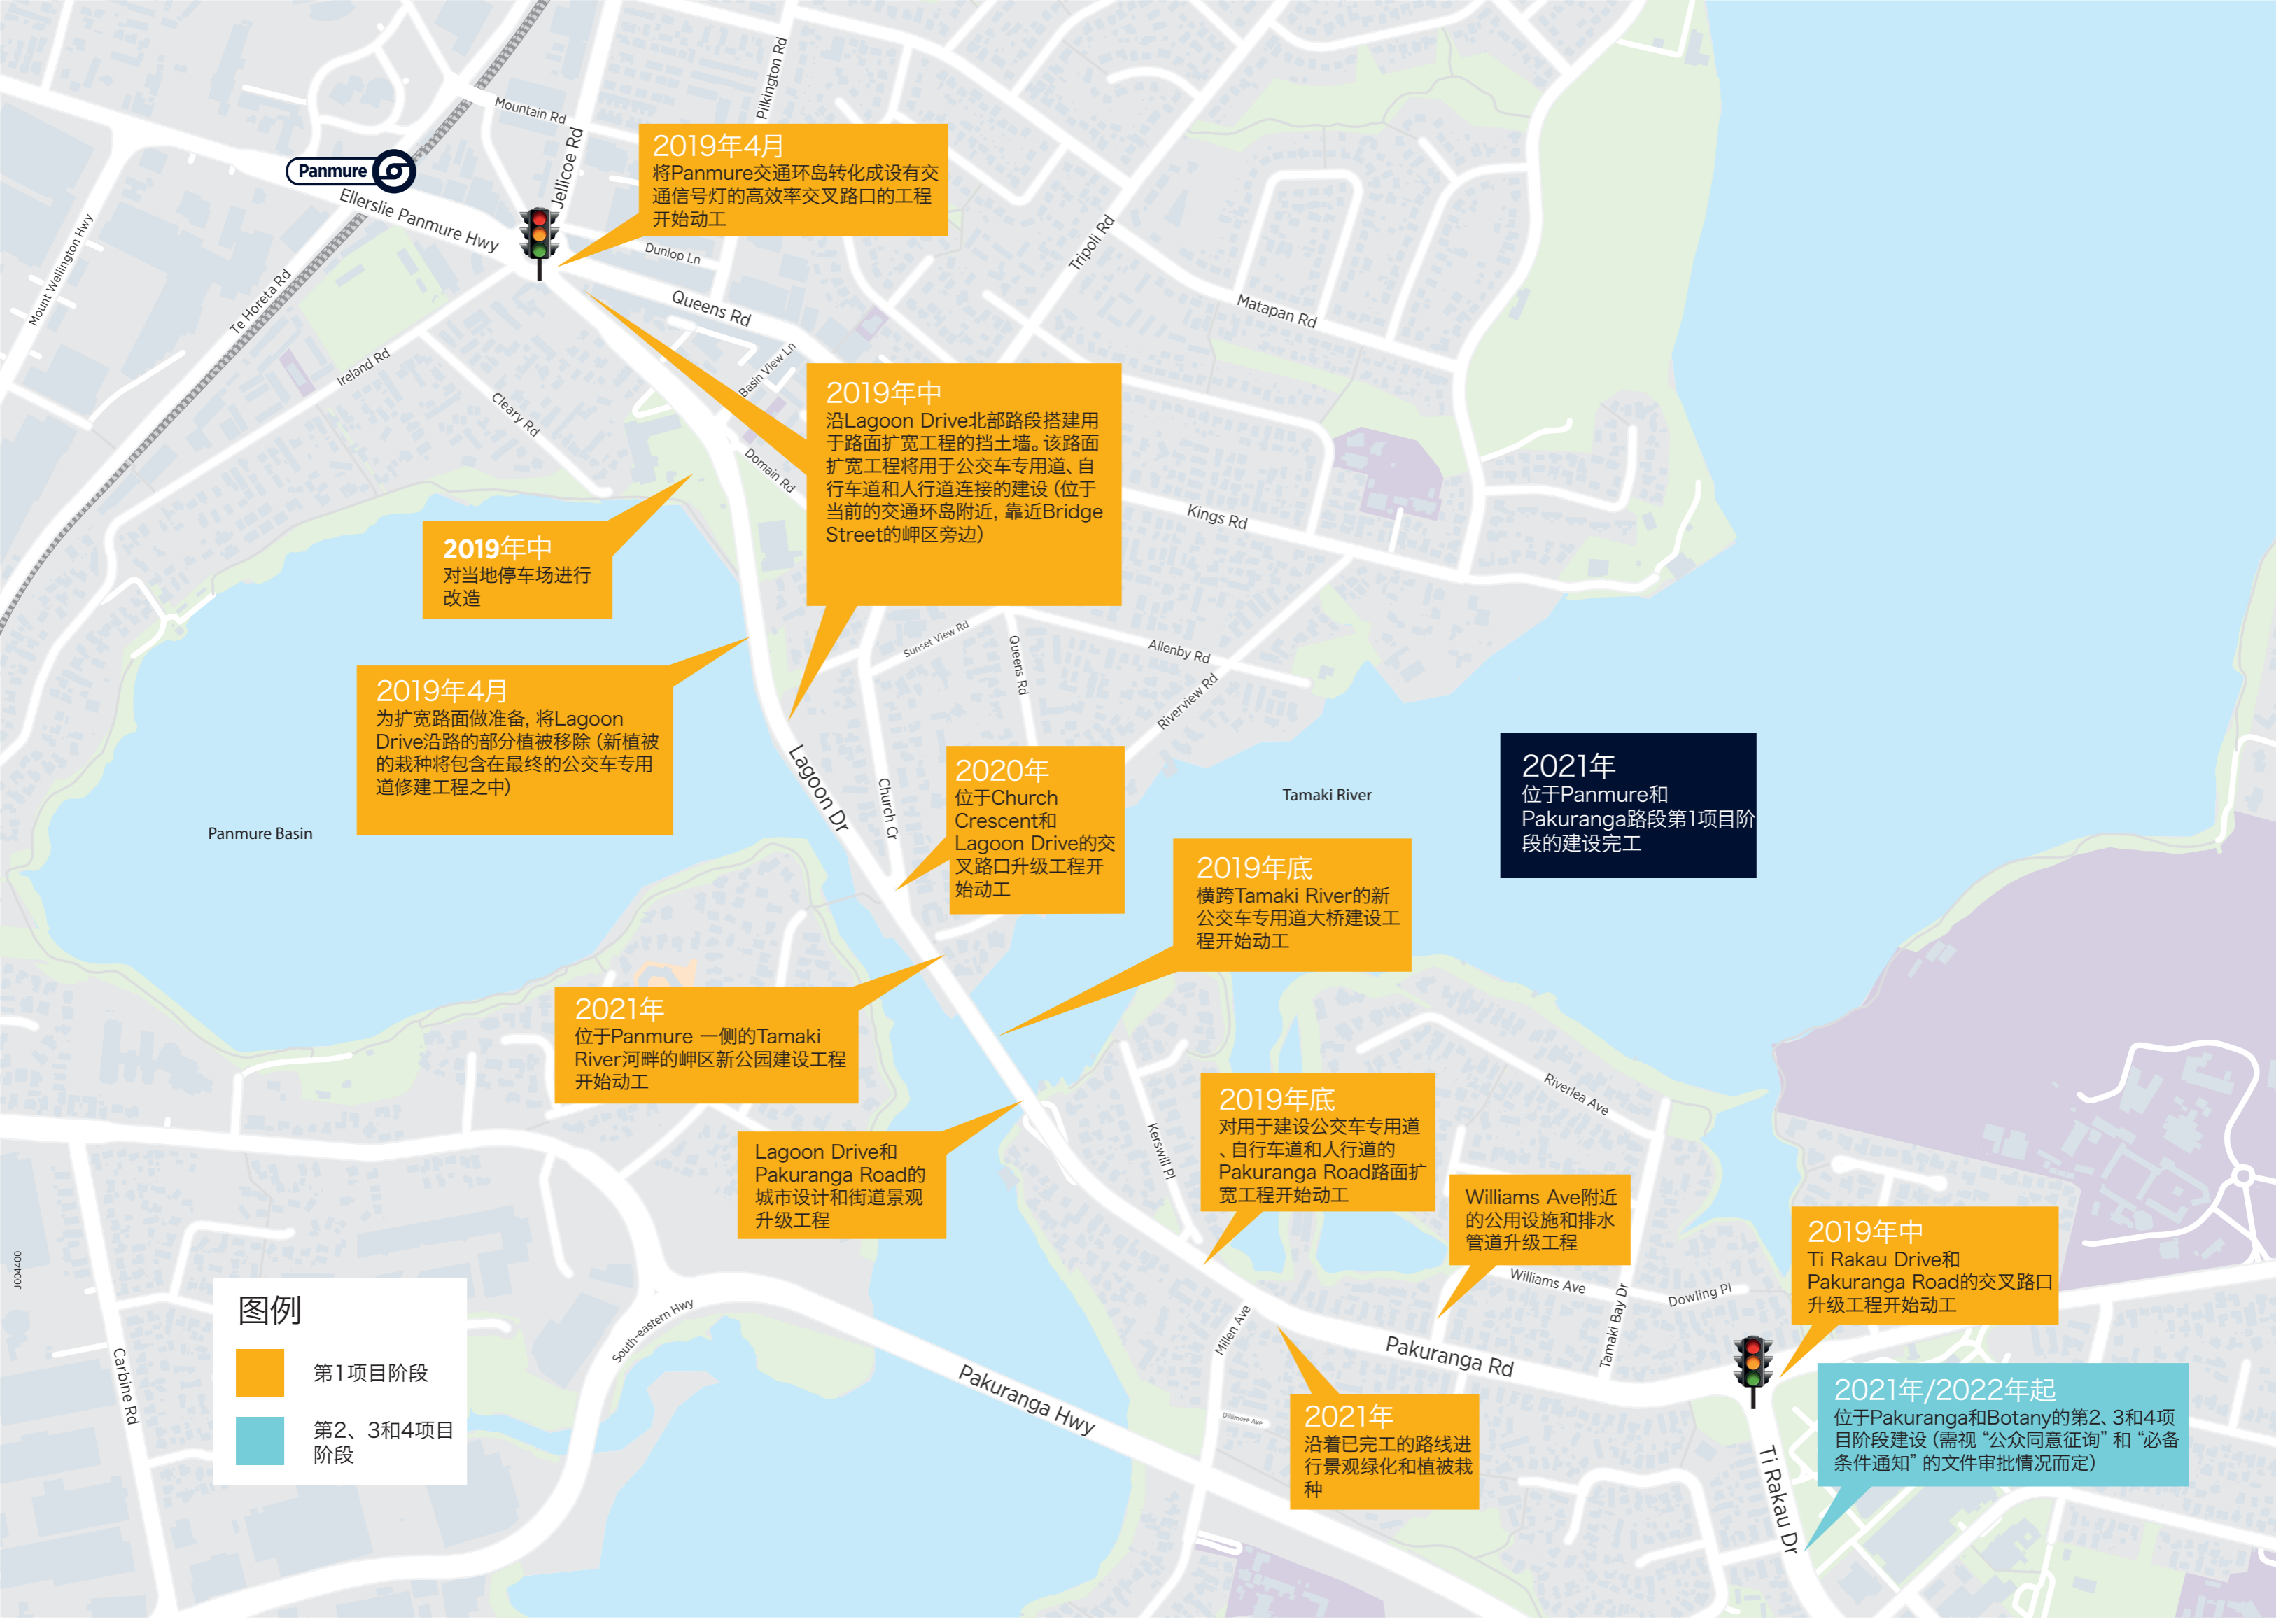 Mountain Rd
Pilkington Rd
Jellicoe Rd
Panmure
Ellerslie Panmure Hwy
Mount Wellington Hwy
Te Horeta Rd
2019年4月
将Panmure交通环岛转化成设有交
通信号灯的高效率交叉路口的工程
开始动工
Dunlop Ln
Queens Rd
Tripoli Rd
Matapan Rd
Ireland Rd
Cleary Rd
Basin View Ln
Domain Rd
2019年中
沿Lagoon Drive北部路段搭建用
于路面扩宽工程的挡土墙。该路面
扩宽工程将用于公交车专用道、自
行车道和人行道连接的建设（位于
当前的交通环岛附近, 靠近Bridge
Street的岬区旁边）
Kings Rd
2019年中
对当地停车场进行
改造
Sunset View Rd
Queens Rd
Allenby Rd
Riverview Rd
2019年4月
为扩宽路面做准备, 将Lagoon
Drive沿路的部分植被移除（新植被
的栽种将包含在最终的公交车专用
道修建工程之中）
Panmure Basin
Lagoon Dr
Church Cr
2020年
位于Church
Crescent和
Lagoon Drive的交
叉路口升级工程开
始动工
Tamaki River
2021年
位于Panmure和
Pakuranga路段第1项目阶
段的建设完工
2019年底
横跨Tamaki River的新
公交车专用道大桥建设工
程开始动工
2021年
位于Panmure 一侧的Tamaki
River河畔的岬区新公园建设工程
开始动工
Lagoon Drive和
Pakuranga Road的
城市设计和街道景观
升级工程
Kerswill Pl
Riverlea Ave
2019年底
对用于建设公交车专用道
、自行车道和人行道的
Pakuranga Road路面扩
宽工程开始动工
Williams Ave附近
的公用设施和排水
管道升级工程
Williams Ave
Tamaki Bay Dr
Dowling Pl
2019年中
Ti Rakau Drive和
Pakuranga Road的交叉路口
升级工程开始动工
Millen Ave
Pakuranga Rd
Dillimore Ave
2021年
沿着已完工的路线进
行景观绿化和植被栽
种
2021年/2022年起
位于Pakuranga和Botany的第2、3和4项
目阶段建设（需视“公众同意征询”和“必备
条件通知”的文件审批情况而定）
Ti Rakau Dr
South-eastern Hwy
Pakuranga Hwy
Carbine Rd
J004400
图例
第1项目阶段
第2、3和4项目
阶段